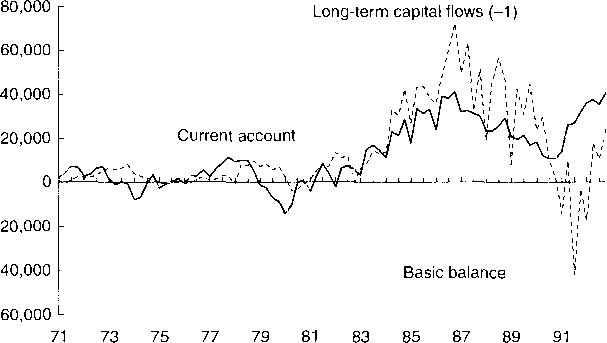 80,000
Long-term capital flows (–1)
60,000
40,000
Current account
20,000
0
20,000
40,000
Basic balance
60,000
71 73 75 77 79 81 83 85 87 89 91